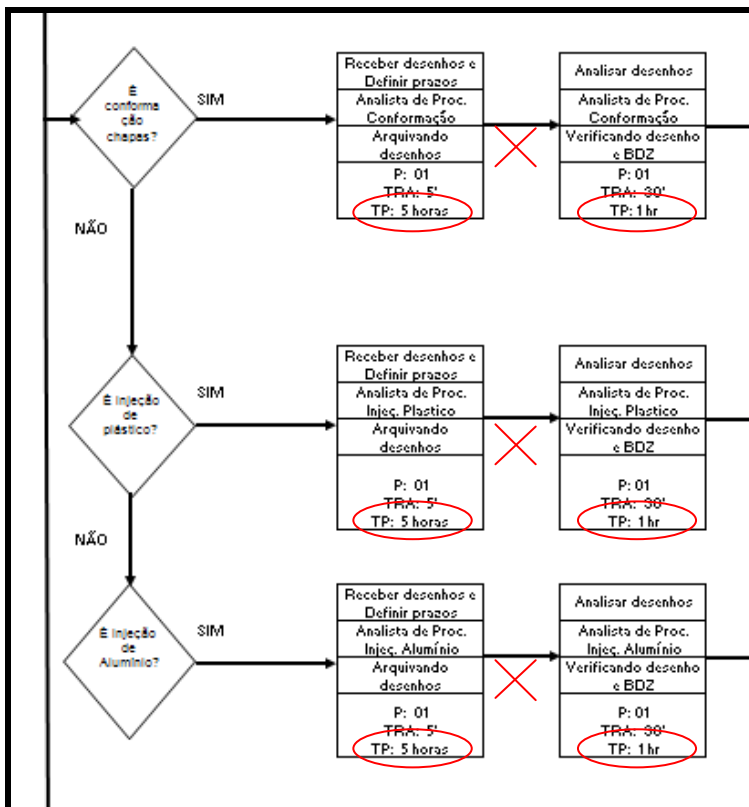 É
conforma
ção
chapas?
SIM
Receber desenhos e
Definir prazos
Analista de Proc.
Conformação
Arquivando
desenhos
P: 01
TRA: 5'
TP: 5 horas
Analisar desenhos
Analista de Proc.
Conformação
Verificando desenho
e BDZ
P: 01
TRA: 30'
TP: 1 hr
NÃO
É injeção
de
plástico?
SIM
Receber desenhos e
Definir prazos
Analista de Proc.
Injeç. Plastico
Arquivando
desenhos
P: 01
TRA: 5'
TP: 5 horas
Analisar desenhos
Analista de Proc.
Injeç. Plastico
Verificando desenho
e BDZ
P: 01
TRA: 30'
TP: 1 hr
NÃO
É injeção
de
Alumínio?
SIM
Receber desenhos e
Definir prazos
Analista de Proc.
Injeç. Alumínio
Arquivando
desenhos
P: 01
TRA: 5'
TP: 5 horas
Analisar desenhos
Analista de Proc.
Injeç. Alumínio
Verificando desenho
e BDZ
P: 01
TRA: 30'
TP: 1 hr